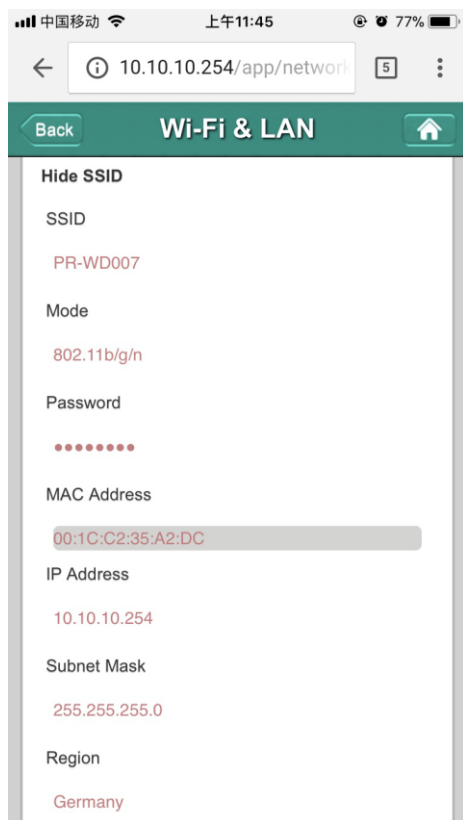 中国移动 上午11:45 77%
10.10.10.254/app/network 5
Back Wi-Fi & LAN
Hide SSID
SSID
PR-WD007
Mode
802.11b/g/n
Password
••••••••
MAC Address
00:1C:C2:35:A2:DC
IP Address
10.10.10.254
Subnet Mask
255.255.255.0
Region
Germany